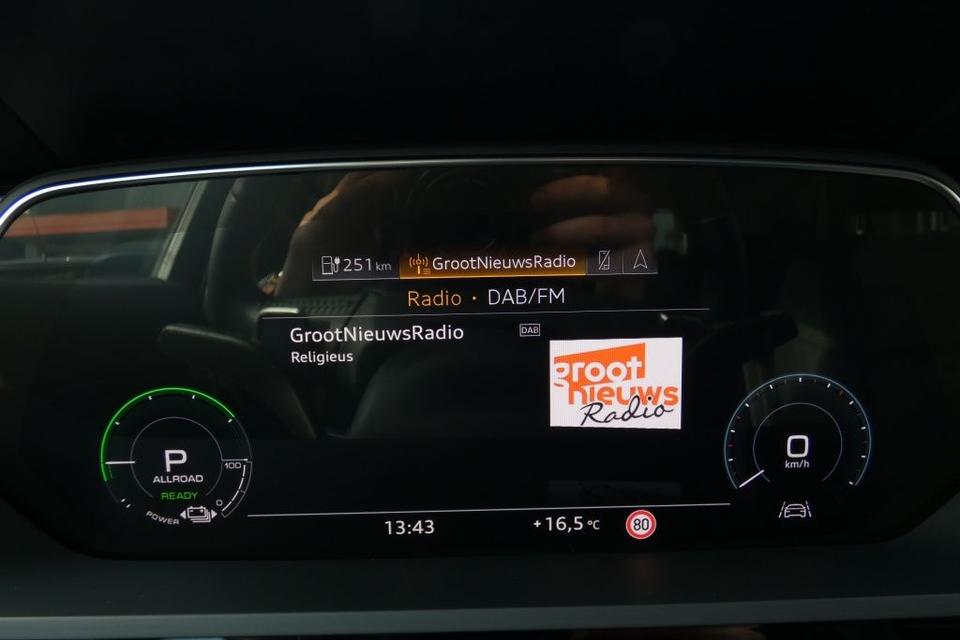 251 km GrootNieuwsRadio
Radio · DAB/FM
GrootNieuwsRadio DAB
Religieus
groot
nieuws
Radio
P
ALLROAD
READY
100
0
POWER
0
km/h
13:43 +16,5 °C 80